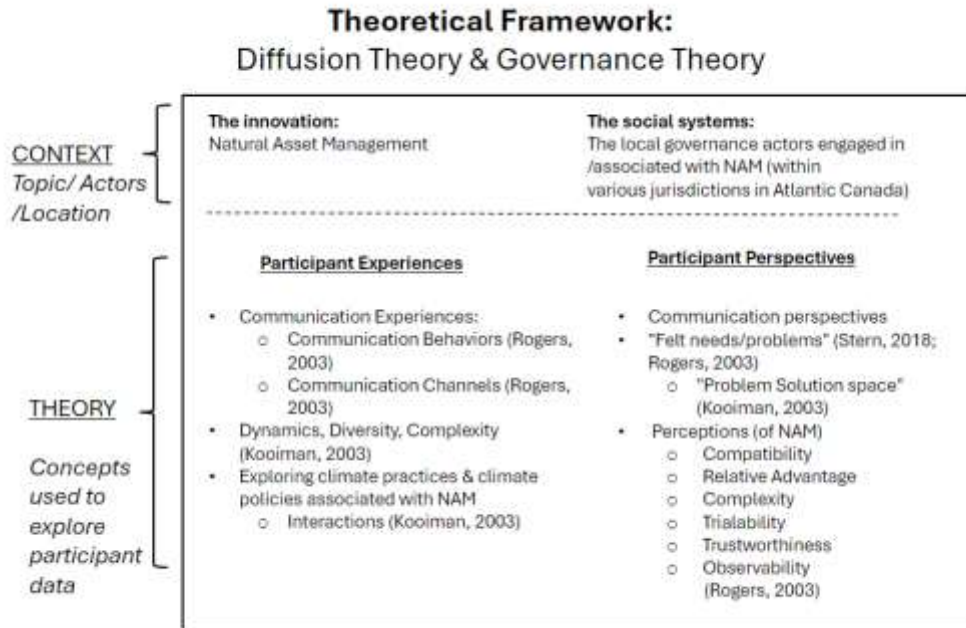 Theoretical Framework:
Diffusion Theory & Governance Theory
CONTEXT
Topic/ Actors
/Location
The innovation:
Natural Asset Management
The social systems:
The local governance actors engaged in
/associated with NAM (within
various jurisdictions in Atlantic Canada)
THEORY
Concepts
used to
explore
participant
data
Participant Experiences
• Communication Experiences:
o Communication Behaviors (Rogers,
2003)
o Communication Channels (Rogers,
2003)
• Dynamics, Diversity, Complexity
(Kooiman, 2003)
• Exploring climate practices & climate
policies associated with NAM
o Interactions (Kooiman, 2003)
Participant Perspectives
• Communication perspectives
• "Felt needs/problems" (Stern, 2018;
Rogers, 2003)
o "Problem Solution space"
(Kooiman, 2003)
• Perceptions (of NAM)
o Compatibility
o Relative Advantage
o Complexity
o Trialability
o Trustworthiness
o Observability
(Rogers, 2003)